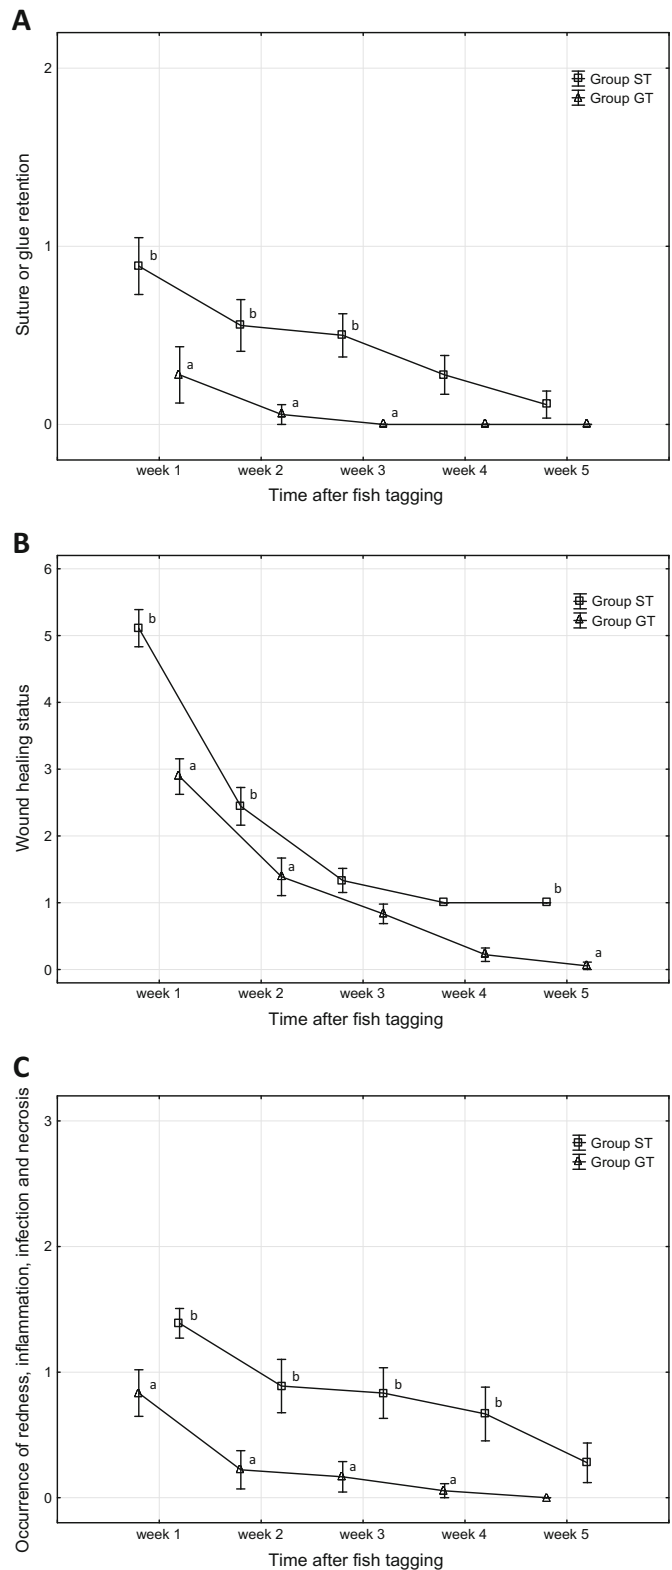 A
2
Group ST
Group GT
Suture or glue retention
1
b
b
b
a
a
a
0
week 1 week 2 week 3 week 4 week 5
Time after fish tagging
B
6
Group ST
Group GT
5
b
4
Wound healing status
3
a
b
2
a
1
b
a
0
week 1 week 2 week 3 week 4 week 5
Time after fish tagging
C
3
Group ST
Group GT
Occurrence of redness, inflammation, infection and necrosis
2
b
1
a
b
b
b
a
a
a
0
week 1 week 2 week 3 week 4 week 5
Time after fish tagging